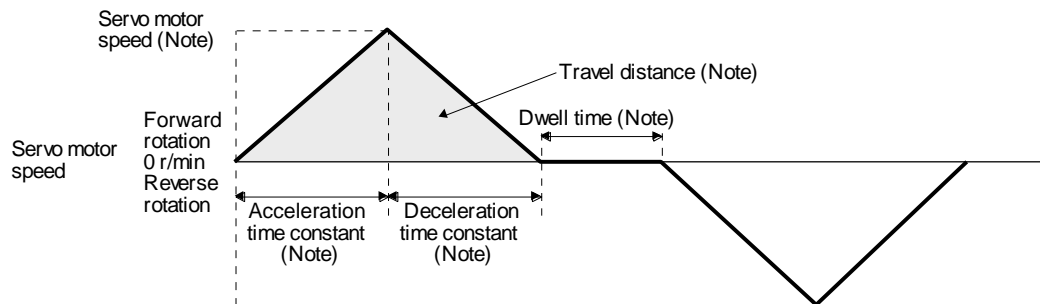 Servo motor
speed (Note)
Travel distance (Note)
Dwell time (Note)
Servo motor
speed
Forward
rotation
0 r/min
Reverse
rotation
Acceleration
time constant
(Note)
Deceleration
time constant
(Note)